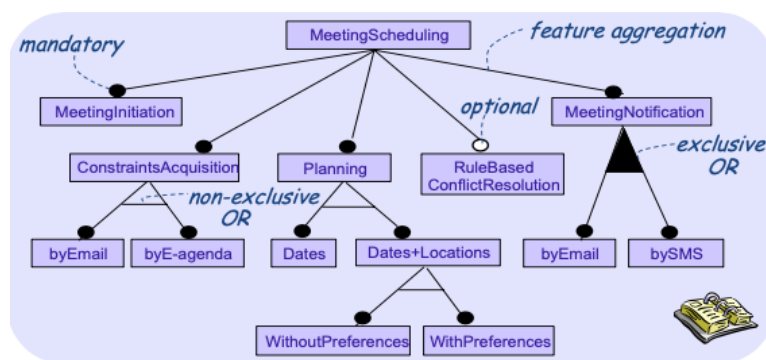 MeetingScheduling
mandatory
feature aggregation
MeetingInitiation
optional
MeetingNotification
ConstraintsAcquisition
Planning
RuleBased
ConflictResolution
exclusive
OR
non-exclusive
OR
byEmail
byE-agenda
Dates
Dates+Locations
byEmail
bySMS
WithoutPreferences
WithPreferences